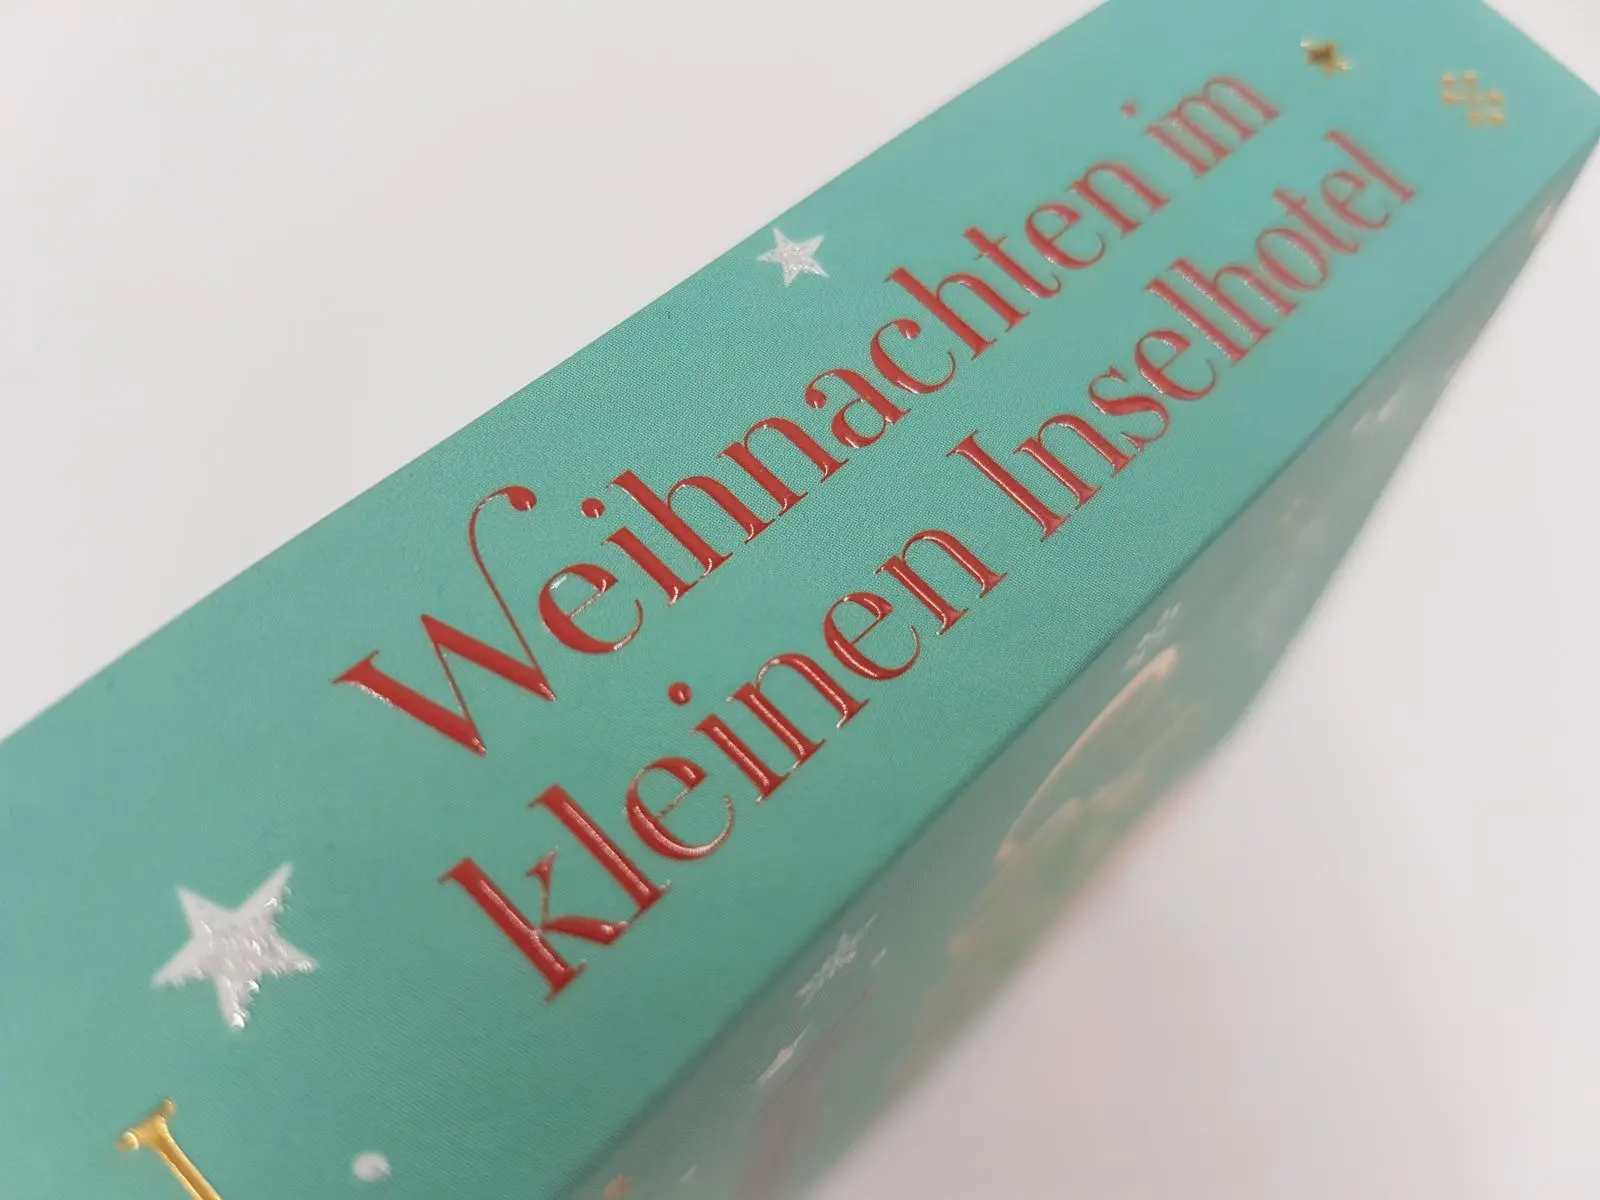 Weihnachten im
kleinen Inselhotel